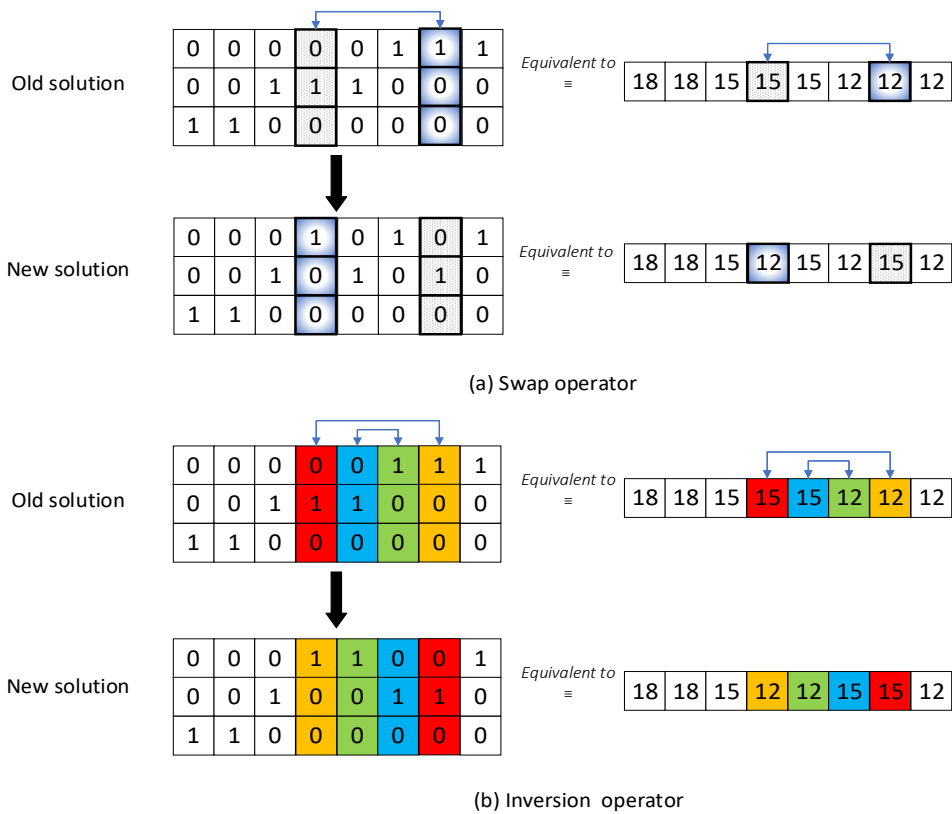 0 0 0 0 0 1 1 1
Old solution
0 0 1 1 1 0 0 0
1 1 0 0 0 0 0 0
Equivalent to
≡
18 18 15 15 15 12 12 12
0 0 0 1 0 1 0 1
New solution
0 0 1 0 1 0 1 0
1 1 0 0 0 0 0 0
Equivalent to
≡
18 18 15 12 15 12 15 12
(a) Swap operator
0 0 0 0 0 1 1 1
Old solution
0 0 1 1 1 0 0 0
1 1 0 0 0 0 0 0
Equivalent to
≡
18 18 15 15 15 12 12 12
0 0 0 1 1 0 0 1
New solution
0 0 1 0 0 1 1 0
1 1 0 0 0 0 0 0
Equivalent to
≡
18 18 15 12 12 15 15 12
(b) Inversion operator